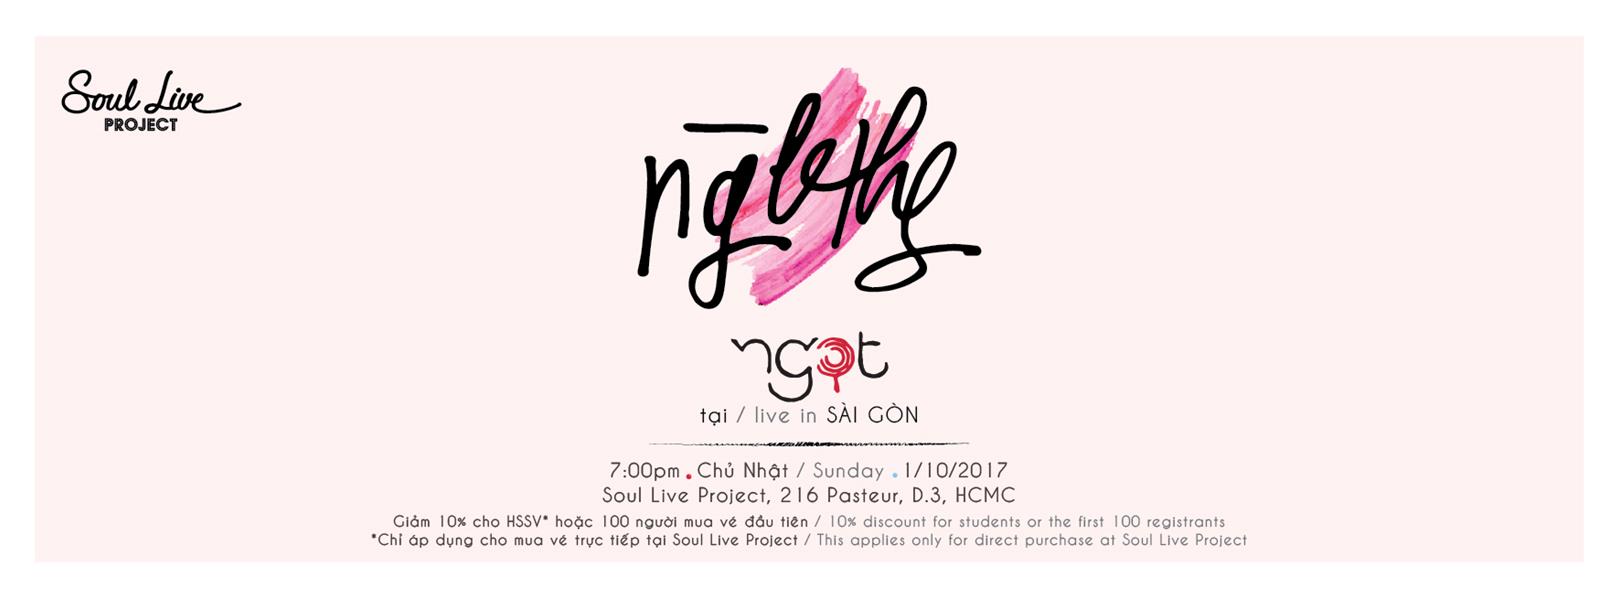 Soul Live
PROJECT
ngọt
tại / live in SÀI GÒN
7:00pm . Chủ Nhật / Sunday . 1/10/2017
Soul Live Project, 216 Pasteur, D.3, HCMC
Giảm 10% cho HSSV* hoặc 100 người mua vé đầu tiên / 10% discount for students or the first 100 registrants
*Chỉ áp dụng cho mua vé trực tiếp tại Soul Live Project / This applies only for direct purchase at Soul Live Project